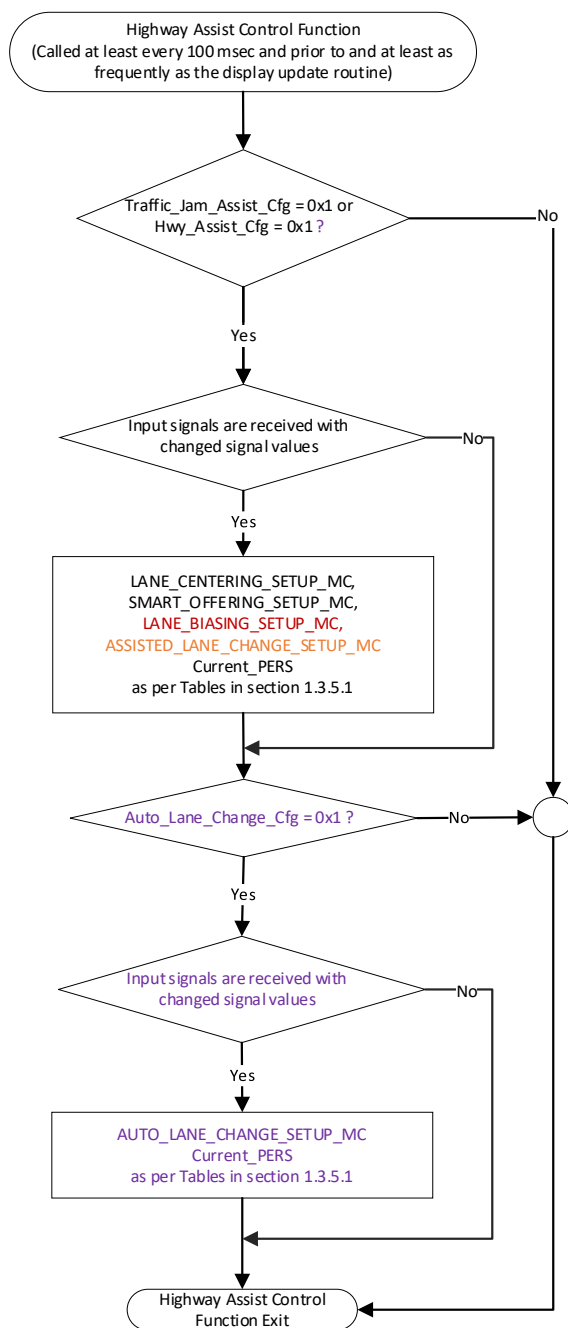 Highway Assist Control Function
(Called at least every 100 msec and prior to and at least as
frequently as the display update routine)
Traffic_Jam_Assist_Cfg = 0x1 or
Hwy_Assist_Cfg = 0x1 ?
No
Yes
Input signals are received with
changed signal values
No
Yes
LANE_CENTERING_SETUP_MC,
SMART_OFFERING_SETUP_MC,
LANE_BIASING_SETUP_MC,
ASSISTED_LANE_CHANGE_SETUP_MC
Current_PERS
as per Tables in section 1.3.5.1
Auto_Lane_Change_Cfg = 0x1 ?
No
Yes
Input signals are received with
changed signal values
No
Yes
AUTO_LANE_CHANGE_SETUP_MC
Current_PERS
as per Tables in section 1.3.5.1
Highway Assist Control
Function Exit